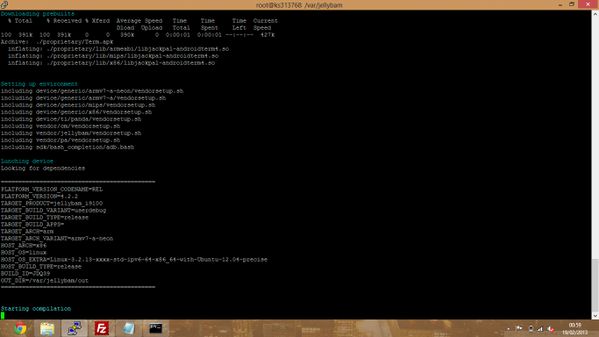 root@ks313768 /var/jellybam
Downloading prebuilts
% Total % Received % Xferd Average Speed Time Time Time Current
Dload Upload Total Spent Left Speed
100 391k 100 391k 0 0 390k 0 0:00:01 0:00:01 --:--:-- 427k
Archive: ./proprietary/Term.apk
inflating: ./proprietary/lib/armeabi/libjackpal-androidterm4.so
inflating: ./proprietary/lib/mips/libjackpal-androidterm4.so
inflating: ./proprietary/lib/x86/libjackpal-androidterm4.so
Setting up environment
including device/generic/armv7-a-neon/vendorsetup.sh
including device/generic/armv7-a/vendorsetup.sh
including device/generic/mips/vendorsetup.sh
including device/generic/x86/vendorsetup.sh
including device/ti/panda/vendorsetup.sh
including vendor/cm/vendorsetup.sh
including vendor/jellybam/vendorsetup.sh
including vendor/pa/vendorsetup.sh
including sdk/bash_completion/adb.bash
Lunching device
Looking for dependencies
============================================
PLATFORM_VERSION_CODENAME=REL
PLATFORM_VERSION=4.2.2
TARGET_PRODUCT=jellybam_i9100
TARGET_BUILD_VARIANT=userdebug
TARGET_BUILD_TYPE=release
TARGET_BUILD_APPS=
TARGET_ARCH=arm
TARGET_ARCH_VARIANT=armv7-a-neon
HOST_ARCH=x86
HOST_OS=linux
HOST_OS_EXTRA=Linux-3.2.13-xxxx-std-ipv6-64-x86_64-with-Ubuntu-12.04-precise
HOST_BUILD_TYPE=release
BUILD_ID=JDQ39
OUT_DIR=/var/jellybam/out
============================================
Starting compilation
00:59
19/02/2013